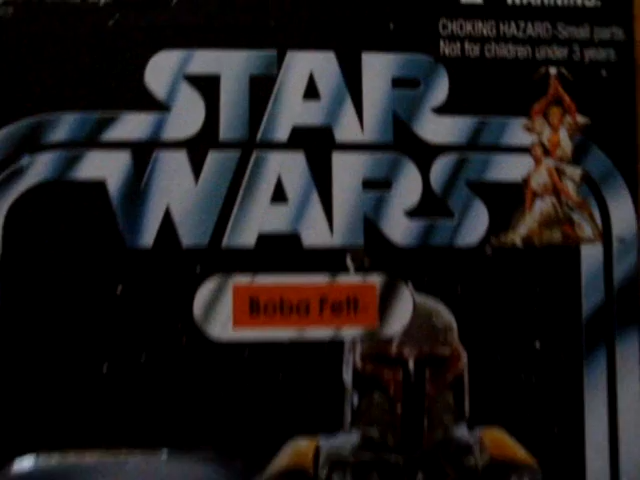 WARNING:
CHOKING HAZARD-Small parts.
Not for children under 3 years.
STAR
WARS
Boba Fett